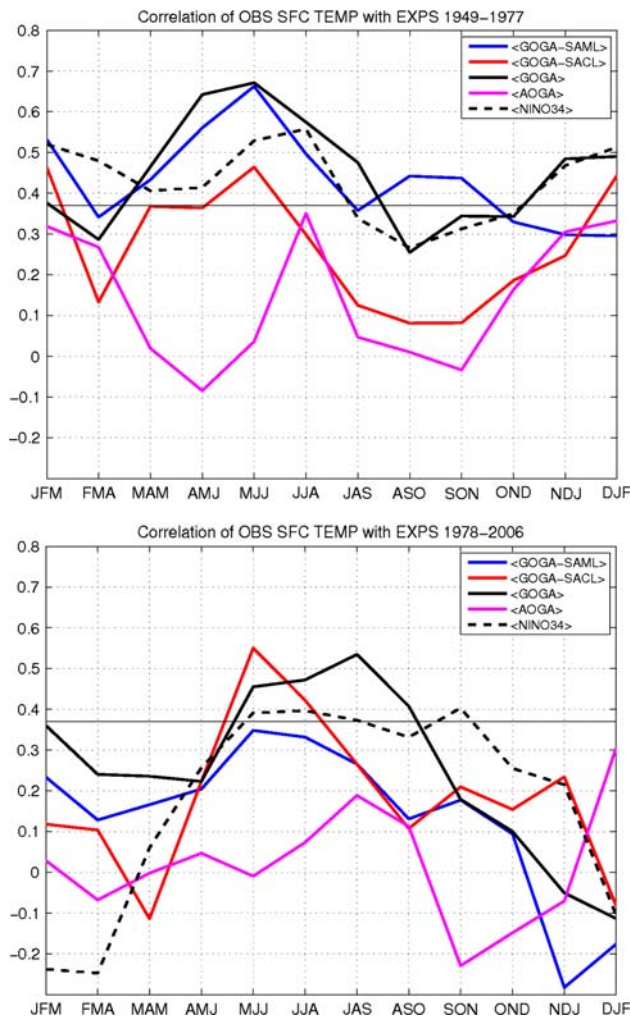 Correlation of OBS SFC TEMP with EXPS 1949-1977
0.8
0.7
0.6
0.5
0.4
0.3
0.2
0.1
0
-0.1
-0.2
<GOGA-SAML>
<GOGA-SACL>
<GOGA>
<AOGA>
<NINO34>
JFM FMA MAM AMJ MJJ JJA JAS ASO SON OND NDJ DJF
Correlation of OBS SFC TEMP with EXPS 1978-2006
0.8
0.7
0.6
0.5
0.4
0.3
0.2
0.1
0
-0.1
-0.2
<GOGA-SAML>
<GOGA-SACL>
<GOGA>
<AOGA>
<NINO34>
JFM FMA MAM AMJ MJJ JJA JAS ASO SON OND NDJ DJF